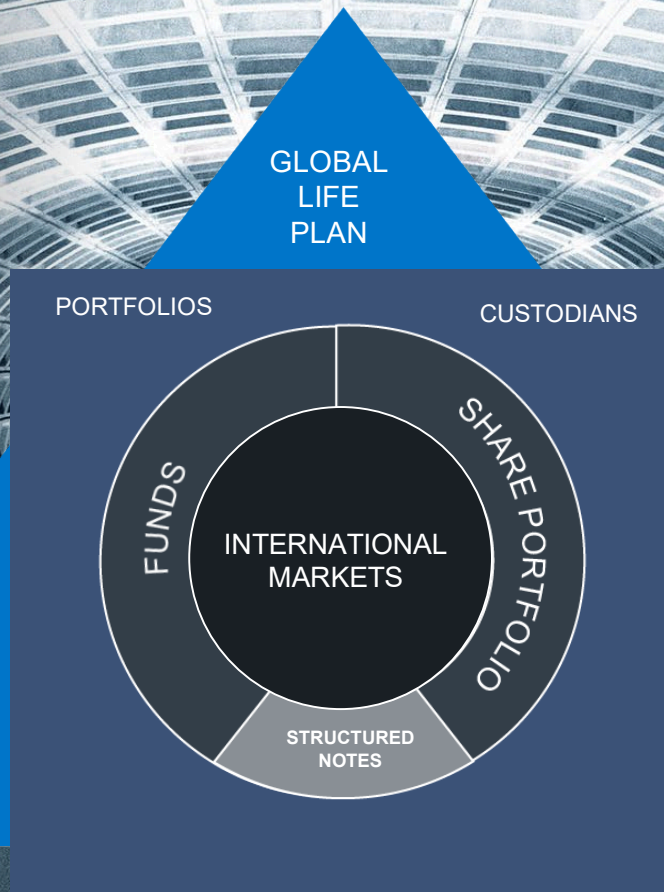 GLOBAL
LIFE
PLAN
PORTFOLIOS
CUSTODIANS
FUNDS
SHARE PORTFOLIO
INTERNATIONAL
MARKETS
STRUCTURED
NOTES